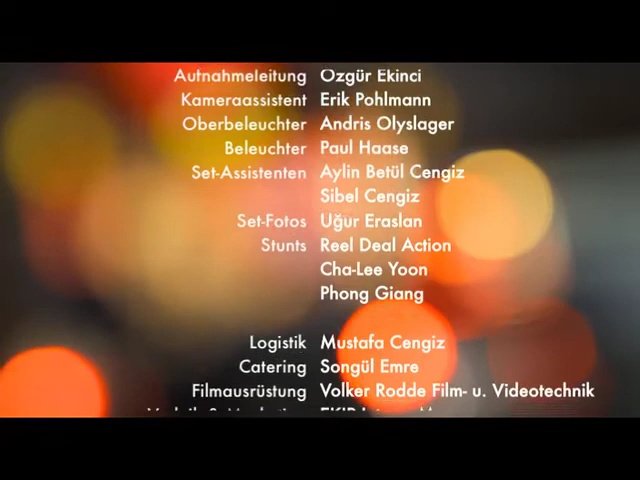 Aufnahmeleitung Özgür Ekinci
Kameraassistent Erik Pohlmann
Oberbeleuchter Andris Olyslager
Beleuchter Paul Haase
Set-Assistenten Aylin Betül Cengiz
Sibel Cengiz
Set-Fotos Uğur Eraslan
Stunts Reel Deal Action
Cha-Lee Yoon
Phong Giang
Logistik Mustafa Cengiz
Catering Songül Emre
Filmausrüstung Volker Rodde Film- u. Videotechnik